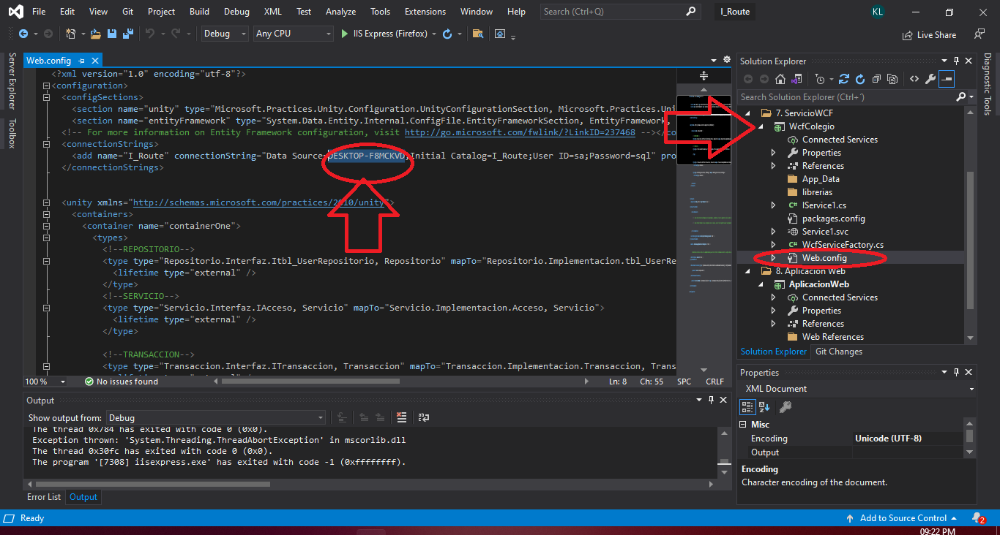 File Edit View Git Project Build Debug XML Test Analyze Tools Extensions Window Help Search (Ctrl+Q) I_Route KL
Debug Any CPU IIS Express (Firefox) Live Share
Server Explorer
Toolbox
Web.config
<?xml version="1.0" encoding="utf-8"?>
<configuration>
<configSections>
<section name="unity" type="Microsoft.Practices.Unity.Configuration.UnityConfigurationSection, Microsoft.Practices.Uni
<section name="entityFramework" type="System.Data.Entity.Internal.ConfigFile.EntityFrameworkSection, EntityFramework,
<!-- For more information on Entity Framework configuration, visit http://go.microsoft.com/fwlink/?LinkID=237468 --></co
<connectionStrings>
<add name="I_Route" connectionString="Data Source=DESKTOP-F8MCKVD;Initial Catalog=I_Route;User ID=sa;Password=sql" pro
</connectionStrings>
<unity xmlns="http://schemas.microsoft.com/practices/2010/unity">
<containers>
<container name="containerOne">
<types>
<!--REPOSITORIO-->
<type type="Repositorio.Interfaz.Itbl_UserRepositorio, Repositorio" mapTo="Repositorio.Implementacion.tbl_UserRe
<lifetime type="external" />
</type>
<!--SERVICIO-->
<type type="Servicio.Interfaz.IAcceso, Servicio" mapTo="Servicio.Implementacion.Acceso, Servicio">
<lifetime type="external" />
</type>
<!--TRANSACCION-->
<type type="Transaccion.Interfaz.ITransaccion, Transaccion" mapTo="Transaccion.Implementacion.Transaccion, Trans
100 % No issues found Ln: 8 Ch: 55 SPC CRLF
Output
Show output from: Debug
The thread 0x784 has exited with code 0 (0x0).
Exception thrown: 'System.Threading.ThreadAbortException' in mscorlib.dll
The thread 0x30fc has exited with code 0 (0x0).
The program '[7308] iisexpress.exe' has exited with code -1 (0xffffffff).
Error List Output
Solution Explorer
Search Solution Explorer (Ctrl+´)
7. ServicioWCF
WcfColegio
Connected Services
Properties
References
App_Data
librerias
IService1.cs
packages.config
Service1.svc
WcfServiceFactory.cs
Web.config
8. Aplicacion Web
AplicacionWeb
Connected Services
Properties
References
Web References
Solution Explorer Git Changes
Properties
XML Document
Misc
Encoding Unicode (UTF-8)
Output
Encoding
Character encoding of the document.
Diagnostic Tools
Ready Add to Source Control 2
09:22 PM